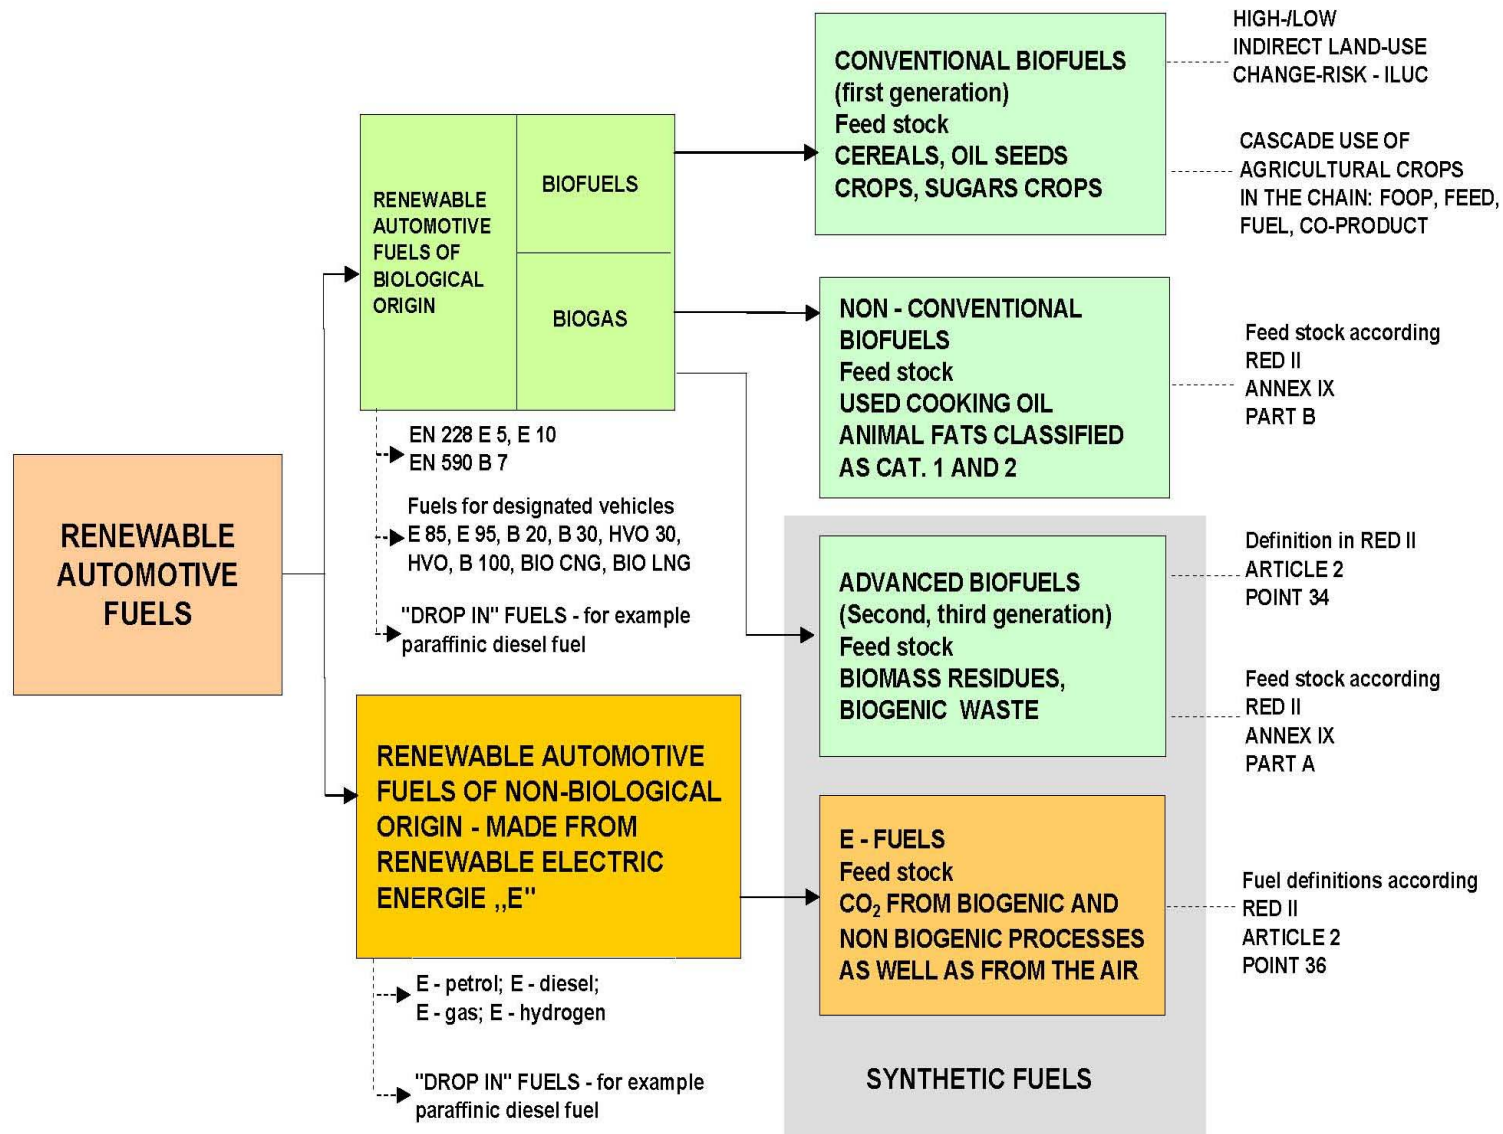 RENEWABLE
AUTOMOTIVE
FUELS
RENEWABLE
AUTOMOTIVE
FUELS OF
BIOLOGICAL
ORIGIN
BIOFUELS
BIOGAS
EN 228 E 5, E 10
EN 590 B 7
Fuels for designated vehicles
E 85, E 95, B 20, B 30, HVO 30,
HVO, B 100, BIO CNG, BIO LNG
"DROP IN" FUELS - for example
paraffinic diesel fuel
RENEWABLE AUTOMOTIVE
FUELS OF NON-BIOLOGICAL
ORIGIN - MADE FROM
RENEWABLE ELECTRIC
ENERGIE ,,E"
E - petrol; E - diesel;
E - gas; E - hydrogen
"DROP IN" FUELS - for example
paraffinic diesel fuel
CONVENTIONAL BIOFUELS
(first generation)
Feed stock
CEREALS, OIL SEEDS
CROPS, SUGARS CROPS
HIGH-/LOW
INDIRECT LAND-USE
CHANGE-RISK - ILUC
CASCADE USE OF
AGRICULTURAL CROPS
IN THE CHAIN: FOOP, FEED,
FUEL, CO-PRODUCT
NON - CONVENTIONAL
BIOFUELS
Feed stock
USED COOKING OIL
ANIMAL FATS CLASSIFIED
AS CAT. 1 AND 2
Feed stock according
RED II
ANNEX IX
PART B
ADVANCED BIOFUELS
(Second, third generation)
Feed stock
BIOMASS RESIDUES,
BIOGENIC WASTE
Definition in RED II
ARTICLE 2
POINT 34
Feed stock according
RED II
ANNEX IX
PART A
E - FUELS
Feed stock
CO₂ FROM BIOGENIC AND
NON BIOGENIC PROCESSES
AS WELL AS FROM THE AIR
Fuel definitions according
RED II
ARTICLE 2
POINT 36
SYNTHETIC FUELS